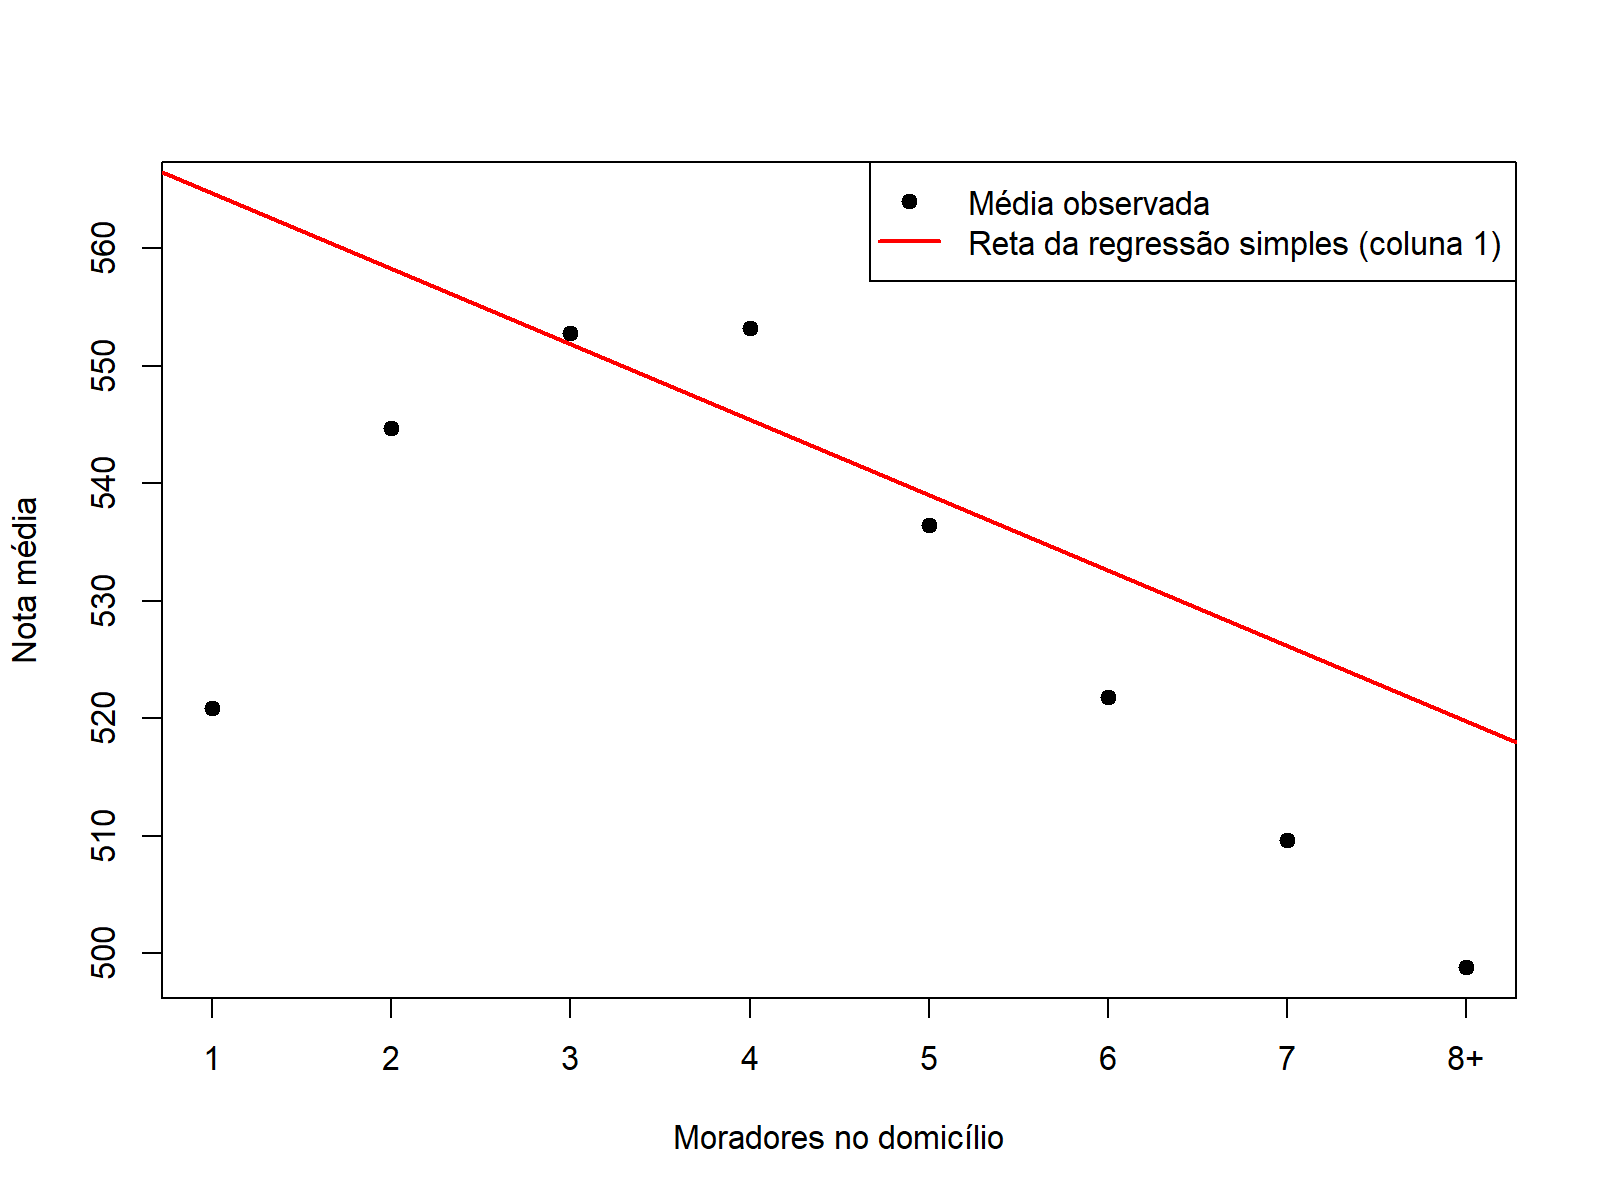 Média observada
Reta da regressão simples (coluna 1)
Nota média
560
550
540
530
520
510
500
1 2 3 4 5 6 7 8+
Moradores no domicílio